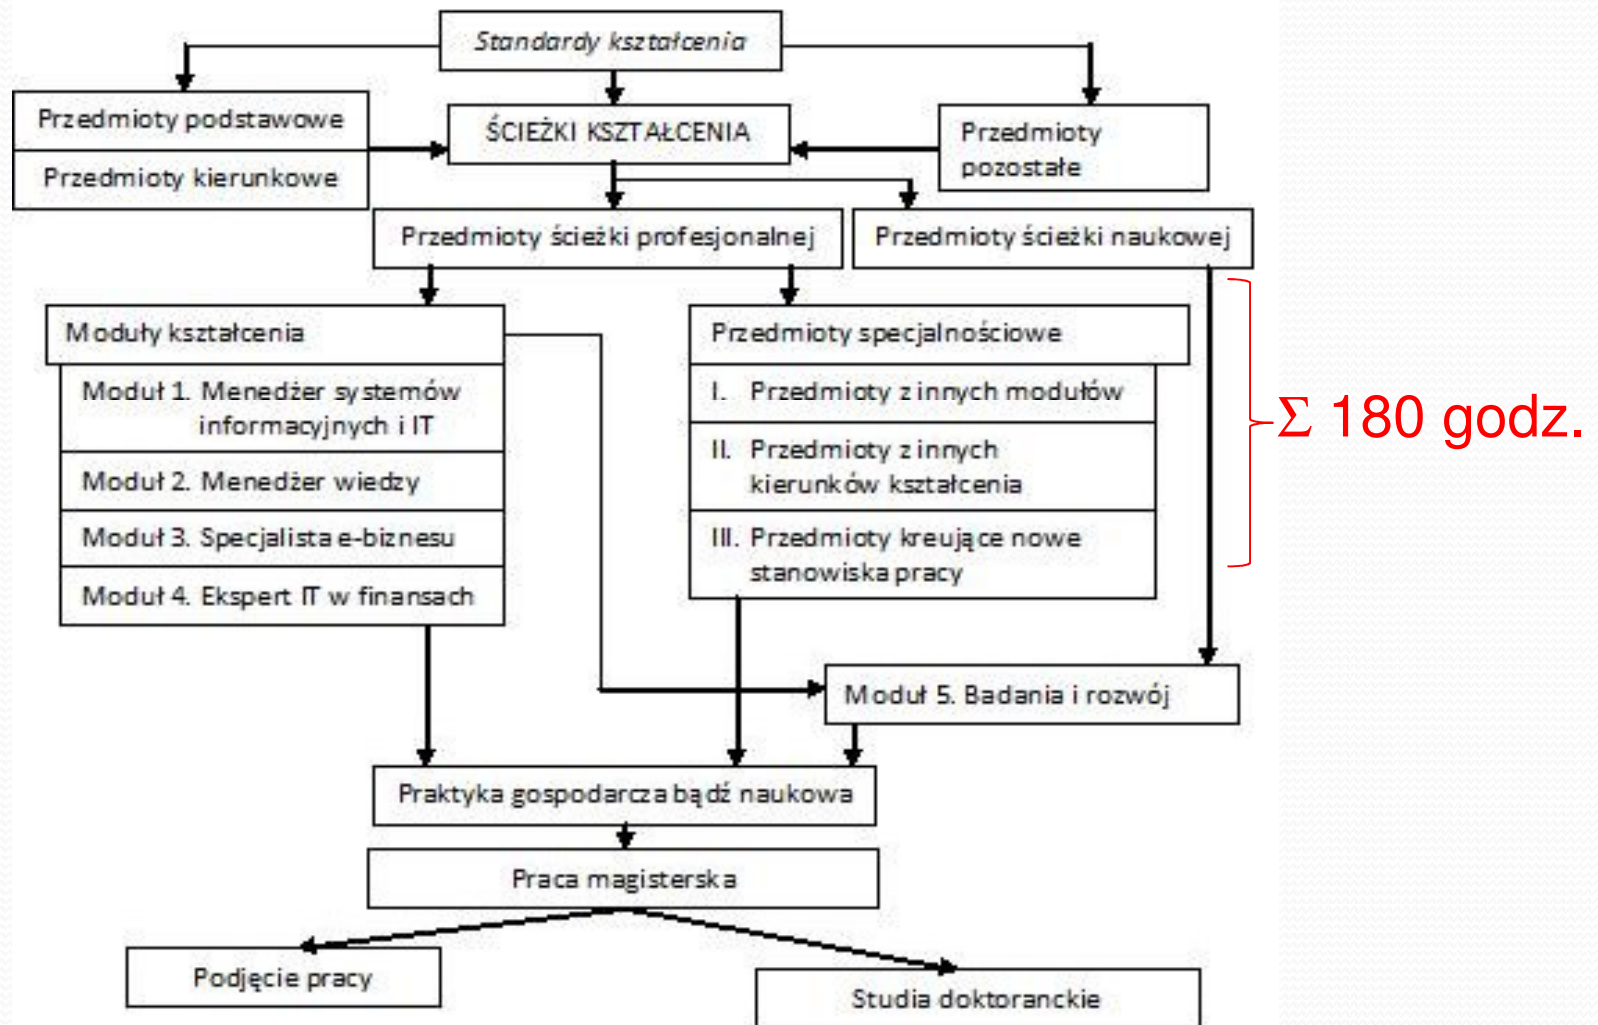 Standardy kształcenia
Przedmioty podstawowe
Przedmioty kierunkowe
ŚCIEŻKI KSZTAŁCENIA
Przedmioty
pozostałe
Przedmioty ścieżki profesjonalnej
Przedmioty ścieżki naukowej
Moduły kształcenia
Moduł 1. Menedżer systemów
informacyjnych i IT
Moduł 2. Menedżer wiedzy
Moduł 3. Specjalista e-biznesu
Moduł 4. Ekspert IT w finansach
Przedmioty specjalnościowe
I. Przedmioty z innych modułów
II. Przedmioty z innych
kierunków kształcenia
III. Przedmioty kreujące nowe
stanowiska pracy
Σ 180 godz.
Moduł 5. Badania i rozwój
Praktyka gospodarcza bądź naukowa
Praca magisterska
Podjęcie pracy
Studia doktoranckie